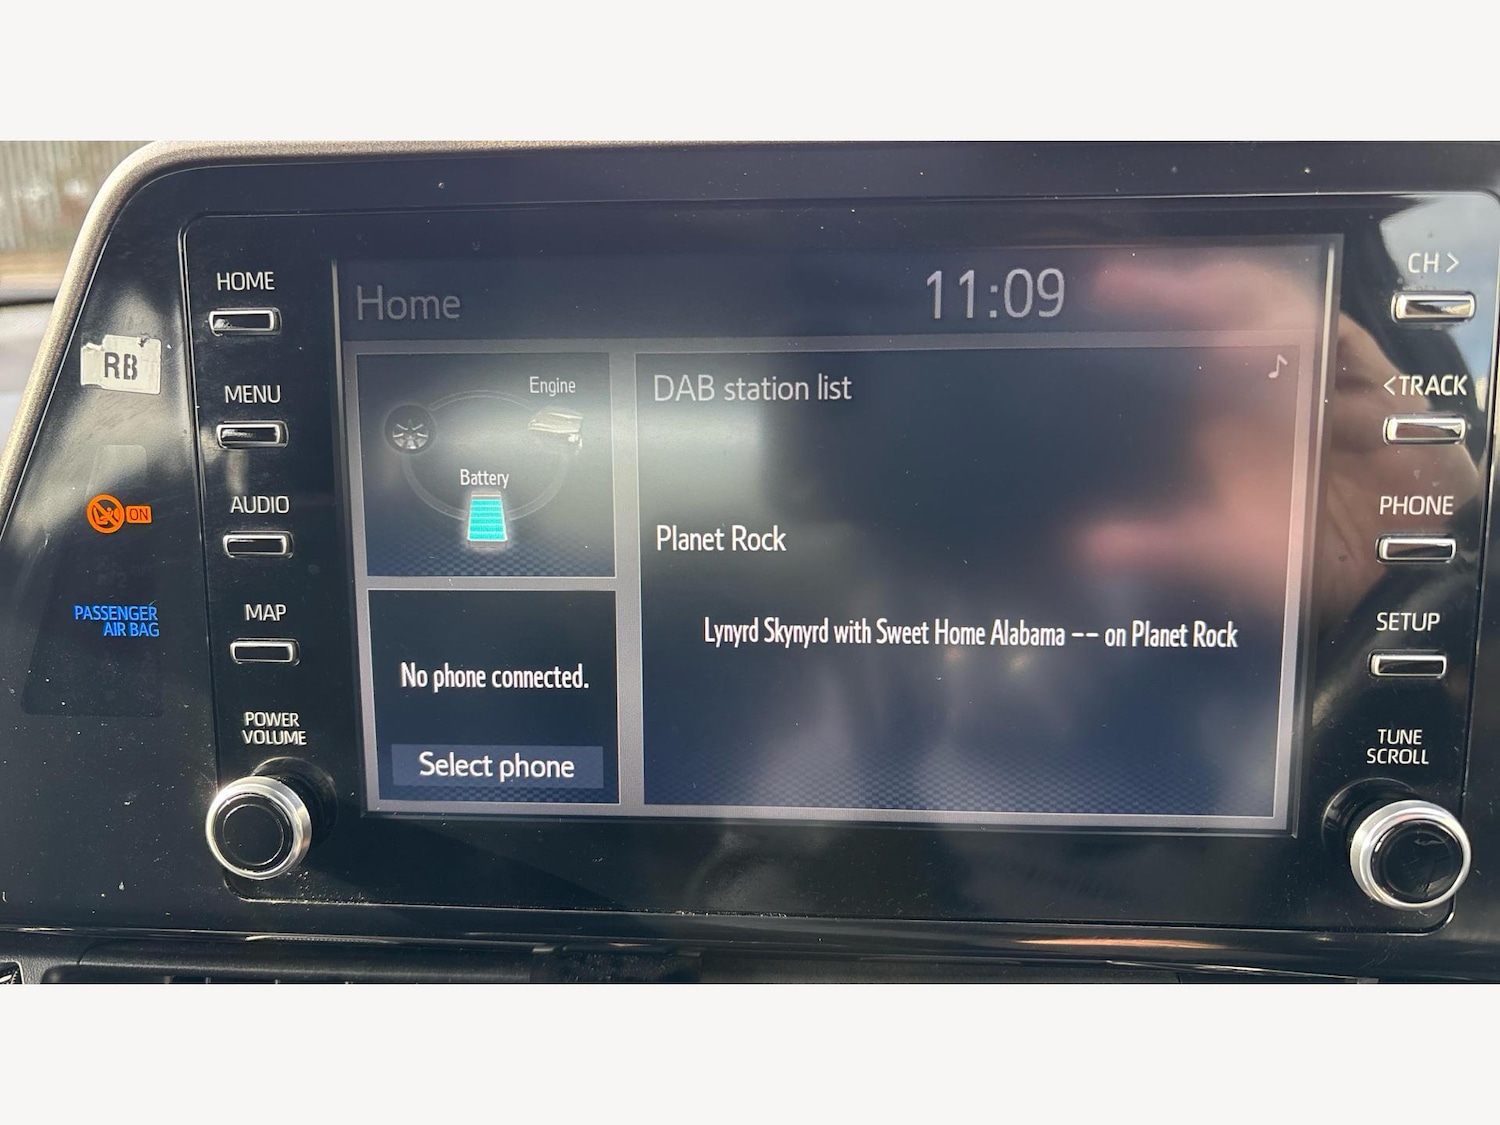 HOME
MENU
AUDIO
MAP
POWER
VOLUME
RB
ON
PASSENGER
AIR BAG
Home
11:09
Engine
Battery
No phone connected.
Select phone
DAB station list
Planet Rock
Lynyrd Skynyrd with Sweet Home Alabama -- on Planet Rock
CH >
< TRACK
PHONE
SETUP
TUNE
SCROLL